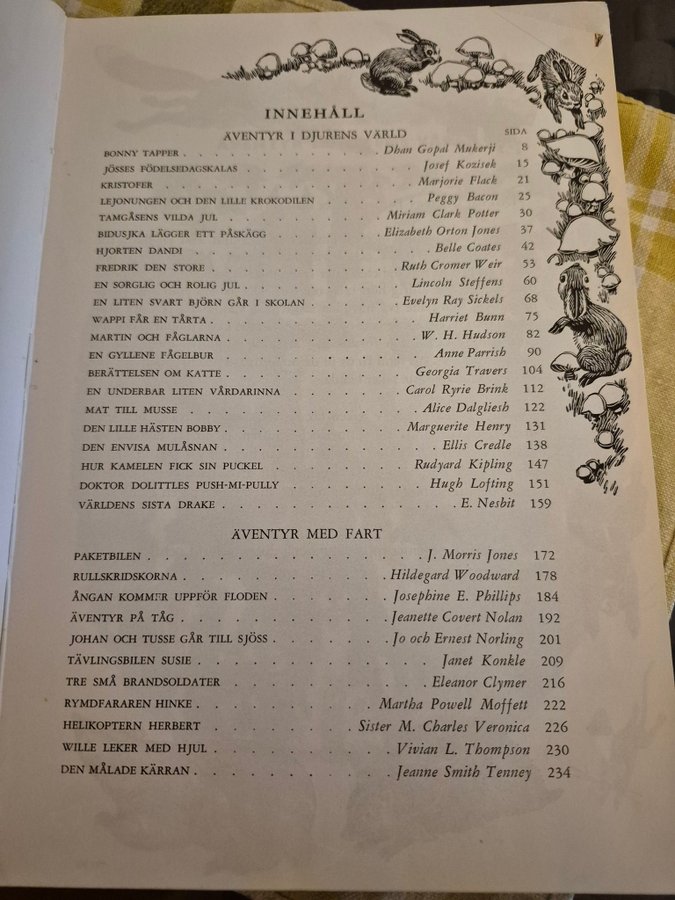 INNEHÅLL
ÄVENTYR I DJURENS VÄRLD SIDA
BONNY TAPPER . . . . . . . . . . . Dhan Gopal Mukerji 8
JÖSSES FÖDELSEDAGSKALAS . . . . . . . . . Josef Kozisek 15
KRISTOFER . . . . . . . . . . . . . Marjorie Flack 21
LEJONUNGEN OCH DEN LILLE KROKODILEN . . . . . . Peggy Bacon 25
TAMGÅSENS VILDA JUL . . . . . . . . . Miriam Clark Potter 30
BIDUSJKA LÄGGER ETT PÅSKÄGG . . . . . . Elizabeth Orton Jones 37
HJORTEN DANDI . . . . . . . . . . . . Belle Coates 42
FREDRIK DEN STORE . . . . . . . . . . Ruth Cromer Weir 53
EN SORGLIG OCH ROLIG JUL . . . . . . . . . Lincoln Steffens 60
EN LITEN SVART BJÖRN GÅR I SKOLAN . . . . . Evelyn Ray Sickels 68
WAPPI FÅR EN TÅRTA . . . . . . . . . . . Harriet Bunn 75
MARTIN OCH FÅGLARNA . . . . . . . . . . W. H. Hudson 82
EN GYLLENE FÅGELBUR . . . . . . . . . . . Anne Parrish 90
BERÄTTELSEN OM KATTE . . . . . . . . . . Georgia Travers 104
EN UNDERBAR LITEN VÅRDARINNA . . . . . . Carol Ryrie Brink 112
MAT TILL MUSSE . . . . . . . . . . . . Alice Dalgliesh 122
DEN LILLE HÄSTEN BOBBY . . . . . . . . . Marguerite Henry 131
DEN ENVISA MULÅSNAN . . . . . . . . . . . Ellis Credle 138
HUR KAMELEN FICK SIN PUCKEL . . . . . . . Rudyard Kipling 147
DOKTOR DOLITTLES PUSH-MI-PULLY . . . . . . . Hugh Lofting 151
VÄRLDENS SISTA DRAKE . . . . . . . . . . . . E. Nesbit 159
ÄVENTYR MED FART
PAKETBILEN . . . . . . . . . . . . . J. Morris Jones 172
RULLSKRIDSKORNA . . . . . . . . . . Hildegard Woodward 178
ÅNGAN KOMMER UPPFÖR FLODEN . . . . . . Josephine E. Phillips 184
ÄVENTYR PÅ TÅG . . . . . . . . . . Jeanette Covert Nolan 192
JOHAN OCH TUSSE GÅR TILL SJÖSS . . . . . . Jo och Ernest Norling 201
TÄVLINGSBILEN SUSIE . . . . . . . . . . . Janet Konkle 209
TRE SMÅ BRANDSOLDATER . . . . . . . . . . Eleanor Clymer 216
RYMDFARAREN HINKE . . . . . . . . . Martha Powell Moffett 222
HELIKOPTERN HERBERT . . . . . . . . Sister M. Charles Veronica 226
WILLE LEKER MED HJUL . . . . . . . . . Vivian L. Thompson 230
DEN MÅLADE KÄRRAN . . . . . . . . . . Jeanne Smith Tenney 234